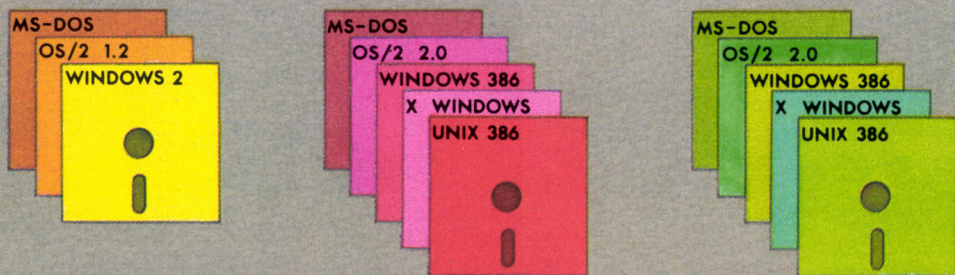 MS-DOS
OS/2 1.2
WINDOWS 2
MS-DOS
OS/2 2.0
WINDOWS 386
X WINDOWS
UNIX 386
MS-DOS
OS/2 2.0
WINDOWS 386
X WINDOWS
UNIX 386